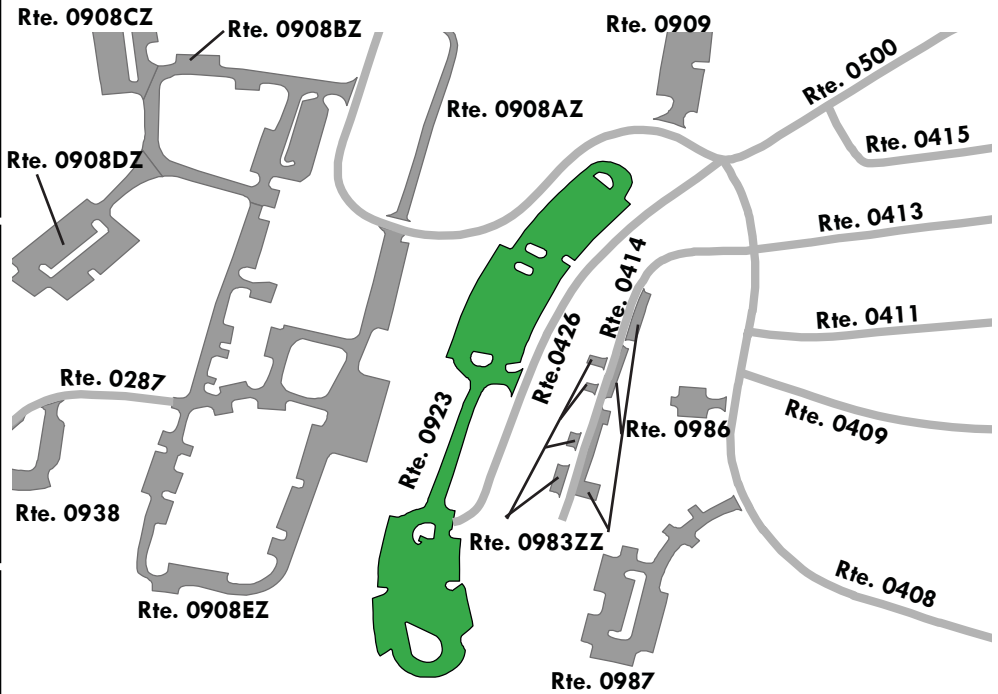 Rte. 0908CZ
Rte. 0908BZ
Rte. 0909
Rte. 0500
Rte. 0908AZ
Rte. 0415
Rte. 0908DZ
Rte. 0413
Rte. 0414
Rte. 0411
Rte.0426
Rte. 0287
Rte. 0923
Rte. 0986
Rte. 0409
Rte. 0938
Rte. 0983ZZ
Rte. 0408
Rte. 0908EZ
Rte. 0987